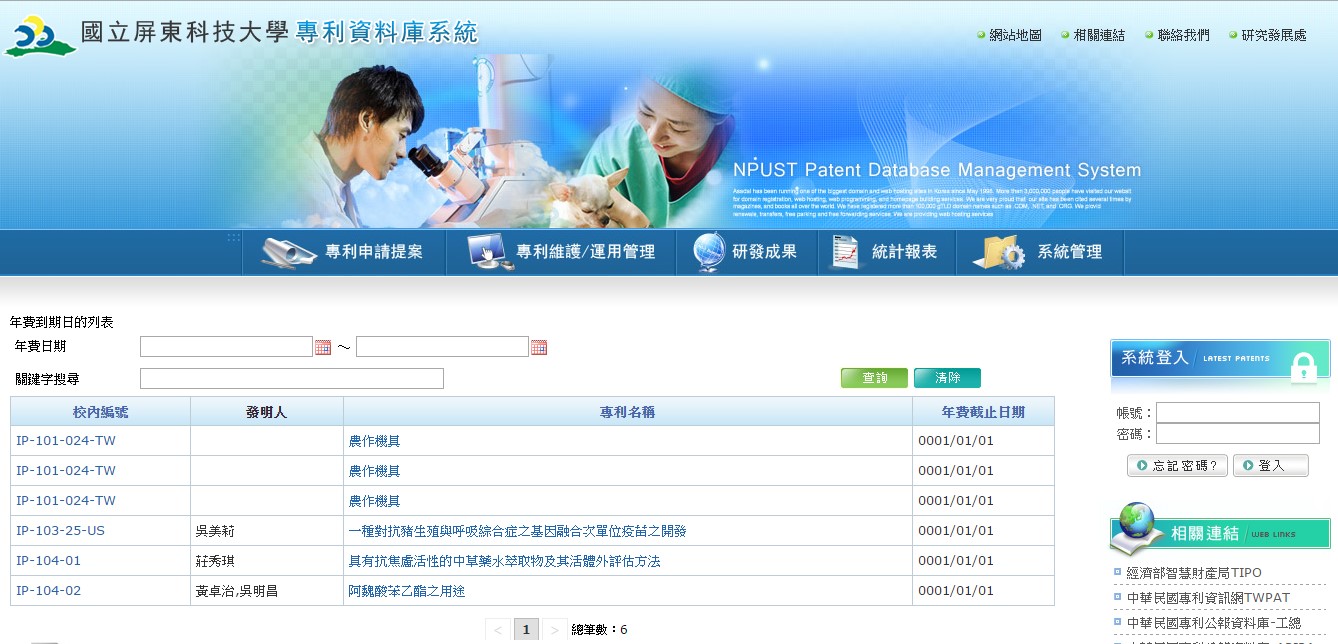 國立屏東科技大學 專利資料庫系統
網站地圖 相關連結 聯絡我們 研究發展處
NPUST Patent Database Management System
Asadal has been running one of the biggest domain and web hosting sites in Korea since May 1998. More than 3,000,000 people have visited our websit
for domain registration, web hosting, web programming, and homepage building services. We are very proud that our site has been cited several times by
magazines, and books all over the world. We have registered more than 100,000 gTLD domain names such as .COM, .NET, and .ORG. We provid
renewals, transfers, free parking and free forwarding services. We are providing web hosting services
專利申請提案 專利維護/運用管理 研發成果 統計報表 系統管理
年費到期日的列表
年費日期 ～
關鍵字搜尋 查詢 清除
校內編號 發明人 專利名稱 年費截止日期
IP-101-024-TW 農作機具 0001/01/01
IP-101-024-TW 農作機具 0001/01/01
IP-101-024-TW 農作機具 0001/01/01
IP-103-25-US 吳美莉 一種對抗豬生殖與呼吸綜合症之基因融合次單位疫苗之開發 0001/01/01
IP-104-01 莊秀琪 具有抗焦慮活性的中草藥水萃取物及其活體外評估方法 0001/01/01
IP-104-02 黃卓治,吳明昌 阿魏酸苯乙酯之用途 0001/01/01
< 1 > 總筆數：6
系統登入 / LATEST PATENTS
帳號：
密碼：
忘記密碼? 登入
相關連結 / WEB LINKS
經濟部智慧財產局TIPO
中華民國專利資訊網TWPAT
中華民國專利公報資料庫-工總